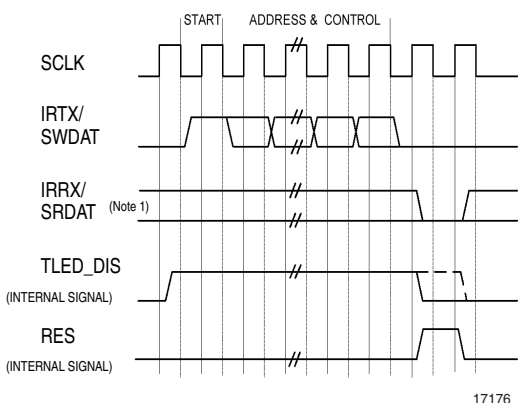 START ADDRESS & CONTROL
SCLK
IRTX/
SWDAT
IRRX/
SRDAT (Note 1)
TLED_DIS
(INTERNAL SIGNAL)
RES
(INTERNAL SIGNAL)
17176